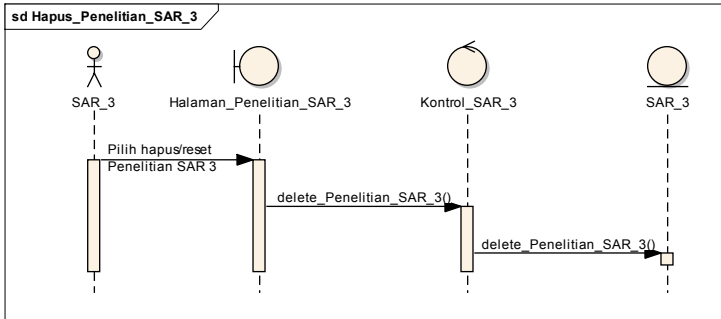 sd Hapus_Penelitian_SAR_3
SAR_3
Halaman_Penelitian_SAR_3
Kontrol_SAR_3
SAR_3
Pilih hapus/reset
Penelitian SAR 3
delete_Penelitian_SAR_3()
delete_Penelitian_SAR_3()